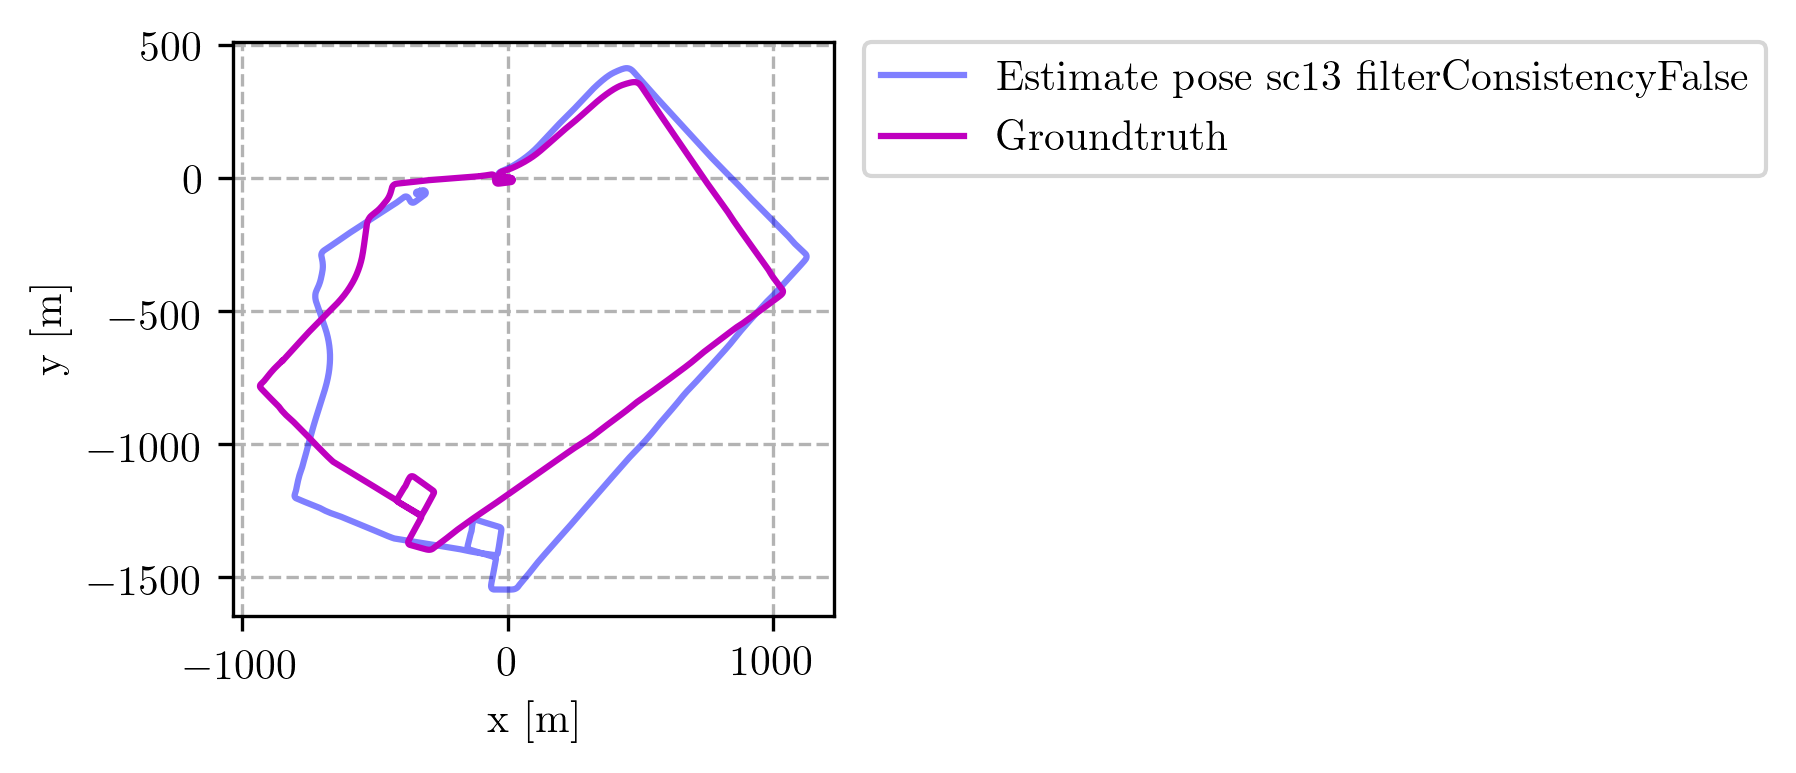 500
0
−500
−1000
−1500
y [m]
−1000
0
1000
x [m]
Estimate pose sc13 filterConsistencyFalse
Groundtruth